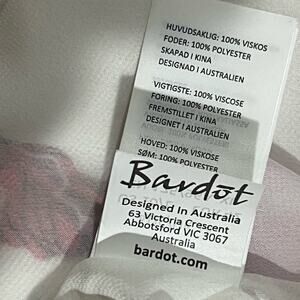 HUVUDSAKLIG: 100% VISKOS
FODER: 100% POLYESTER
SKAPAD I KINA
DESIGNAD I AUSTRALIEN
VIGTIGSTE: 100% VISCOSE
FORING: 100% POLYESTER
FREMSTILLET I KINA
DESIGNET I AUSTRALIEN
HOVED: 100% VISKOSE
SØM: 100% POLYESTER
Bardot
Designed In Australia
63 Victoria Crescent
Abbotsford VIC 3067
Australia
bardot.com